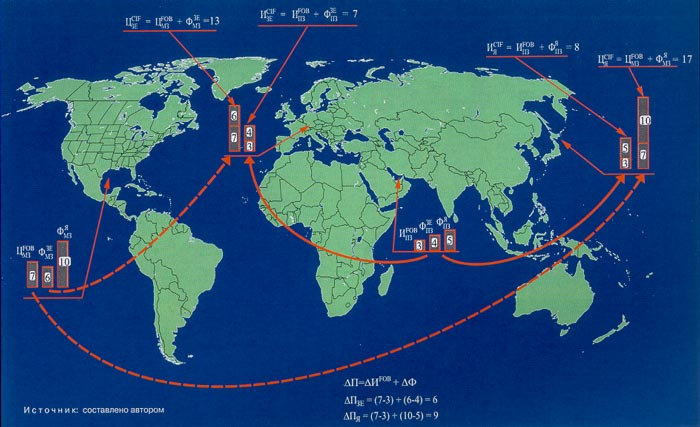 Ц CIF ЗЕ = Ц FOB МЗ + Ф ЗЕ МЗ =13
И CIF ЗЕ = Ц FOB ПЗ + Ф ЗЕ ПЗ = 7
И CIF Я = И FOB ПЗ + Ф Я ПЗ = 8
Ц CIF Я = Ц FOB МЗ + Ф Я МЗ = 17
6
7
4
3
10
7
5
3
Ц FOB МЗ
Ф ЗЕ МЗ
Ф Я МЗ
7
6
10
И FOB ПЗ
Ф ЗЕ ПЗ
Ф Я ПЗ
3
4
5
ΔП=ΔИ FOB + ΔФ
ΔП ЗЕ = (7-3) + (6-4) = 6
ΔП Я = (7-3) + (10-5) = 9
Источник: составлено автором